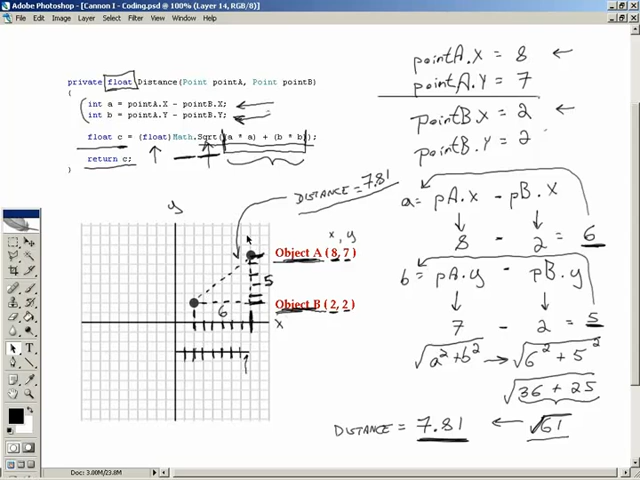 Adobe Photoshop - [Cannon I - Coding.psd @ 100% (Layer 14, RGB/8)]
File Edit Image Layer Select Filter View Window Help
private float Distance(Point pointA, Point pointB)
{
int a = pointA.X - pointB.X;
int b = pointA.Y - pointB.Y;
float c = (float)Math.Sqrt((a * a) + (b * b));
return c;
}
pointA.X = 8
pointA.Y = 7
pointB.X = 2
pointB.Y = 2
a = pA.x - pB.x
8 - 2 = 6
b = pA.y - pB.y
7 - 2 = 5
√a²+b² → √6² + 5²
√36 + 25
√61
DISTANCE = 7.81
y
DISTANCE = 7.81
x, y
Object A (8, 7)
5
Object B (2, 2)
6
x
Doc: 3.00M/23.8M